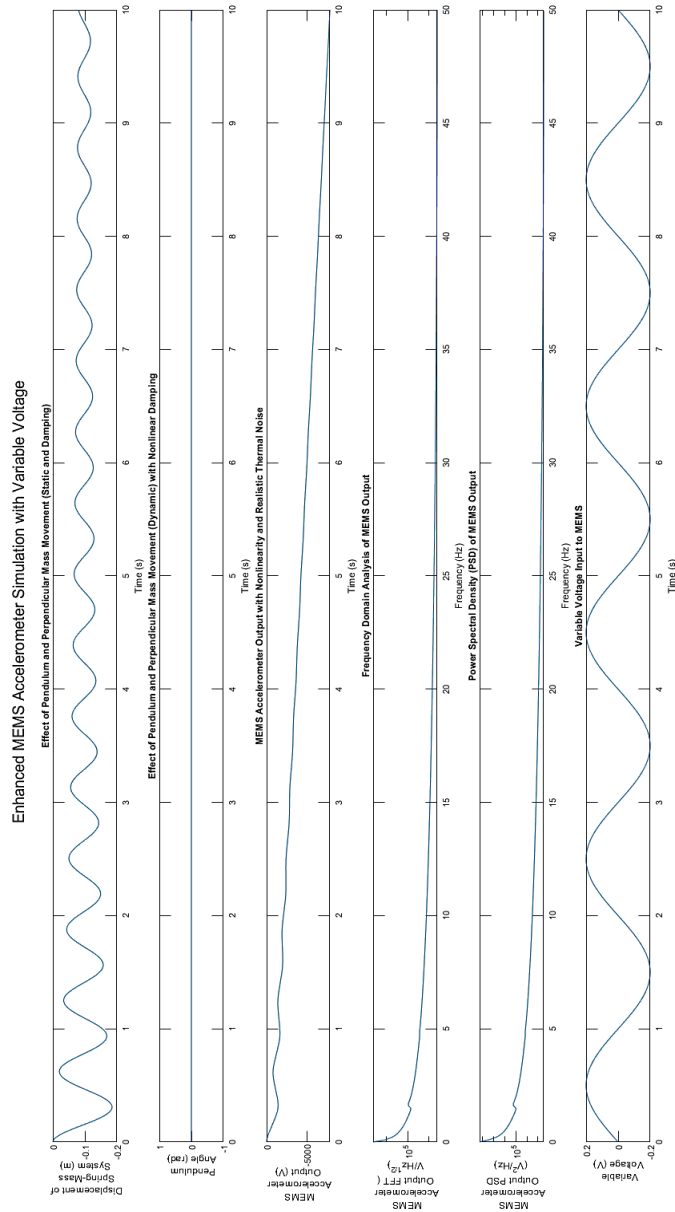 Enhanced MEMS Accelerometer Simulation with Variable Voltage
Effect of Pendulum and Perpendicular Mass Movement (Static and Damping)
Displacement of
Spring-Mass
System (m)
0
-0.1
-0.2
0 1 2 3 4 5 6 7 8 9 10
Time (s)
Effect of Pendulum and Perpendicular Mass Movement (Dynamic) with Nonlinear Damping
Pendulum
Angle (rad)
1
0
-1
0 1 2 3 4 5 6 7 8 9 10
Time (s)
MEMS Accelerometer Output with Nonlinearity and Realistic Thermal Noise
MEMS
Accelerometer
Output (V)
0
-5000
0 1 2 3 4 5 6 7 8 9 10
Time (s)
Frequency Domain Analysis of MEMS Output
MEMS
Accelerometer
Output FFT (
V/Hz^1/2)
10^5
0 5 10 15 20 25 30 35 40 45 50
Frequency (Hz)
Power Spectral Density (PSD) of MEMS Output
MEMS
Accelerometer
Output PSD
(V^2/Hz)
10^5
0 5 10 15 20 25 30 35 40 45 50
Frequency (Hz)
Variable Voltage Input to MEMS
Variable
Voltage (V)
0.2
0
-0.2
0 1 2 3 4 5 6 7 8 9 10
Time (s)